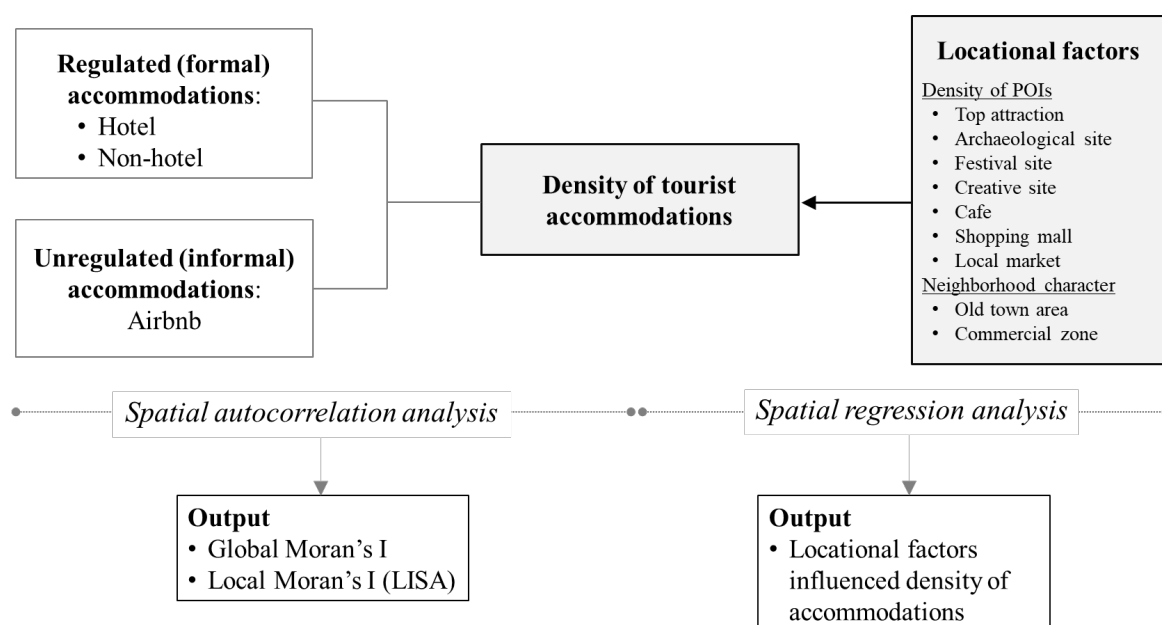 Regulated (formal)
accommodations:
• Hotel
• Non-hotel
Unregulated (informal)
accommodations:
Airbnb
Density of tourist
accommodations
Locational factors
Density of POIs
• Top attraction
• Archaeological site
• Festival site
• Creative site
• Cafe
• Shopping mall
• Local market
Neighborhood character
• Old town area
• Commercial zone
Spatial autocorrelation analysis
Spatial regression analysis
Output
• Global Moran's I
• Local Moran's I (LISA)
Output
• Locational factors
influenced density of
accommodations